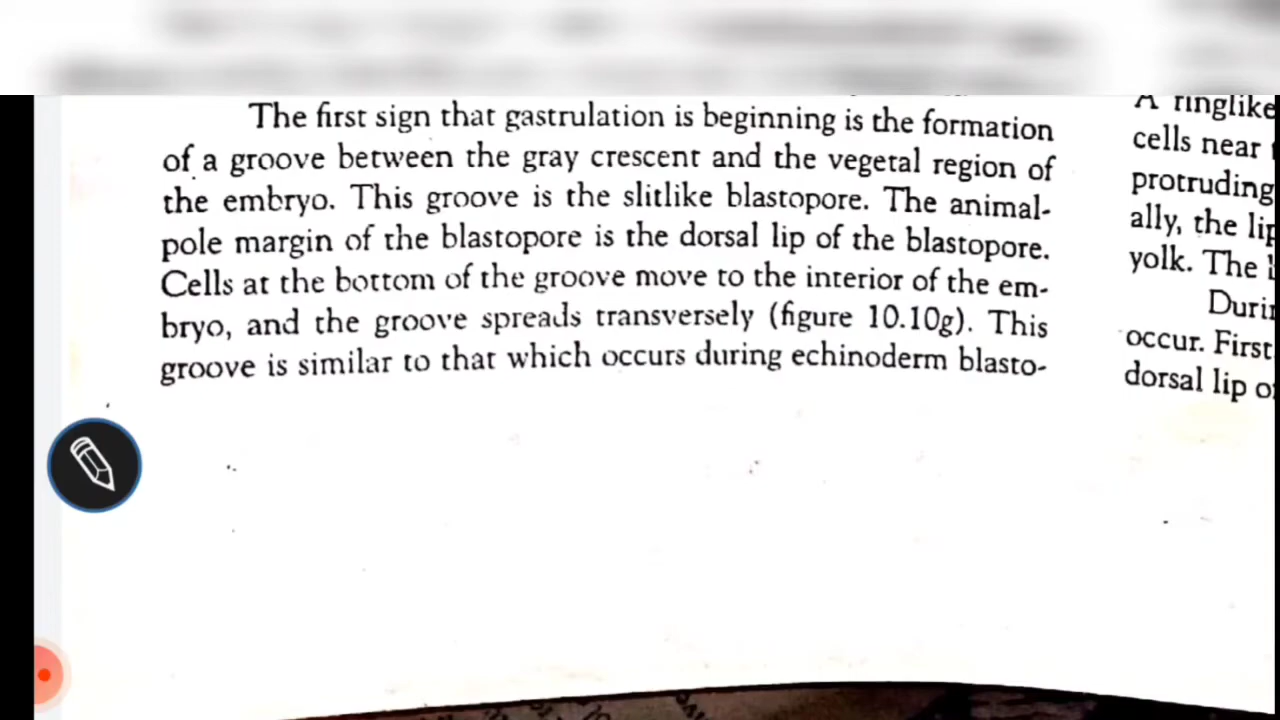 The first sign that gastrulation is beginning is the formation
of a groove between the gray crescent and the vegetal region of
the embryo. This groove is the slitlike blastopore. The animal-
pole margin of the blastopore is the dorsal lip of the blastopore.
Cells at the bottom of the groove move to the interior of the em-
bryo, and the groove spreads transversely (figure 10.10g). This
groove is similar to that which occurs during echinoderm blasto-
A ringlike
cells near
protruding
ally, the lip
yolk. The
Duri
occur. First
dorsal lip o